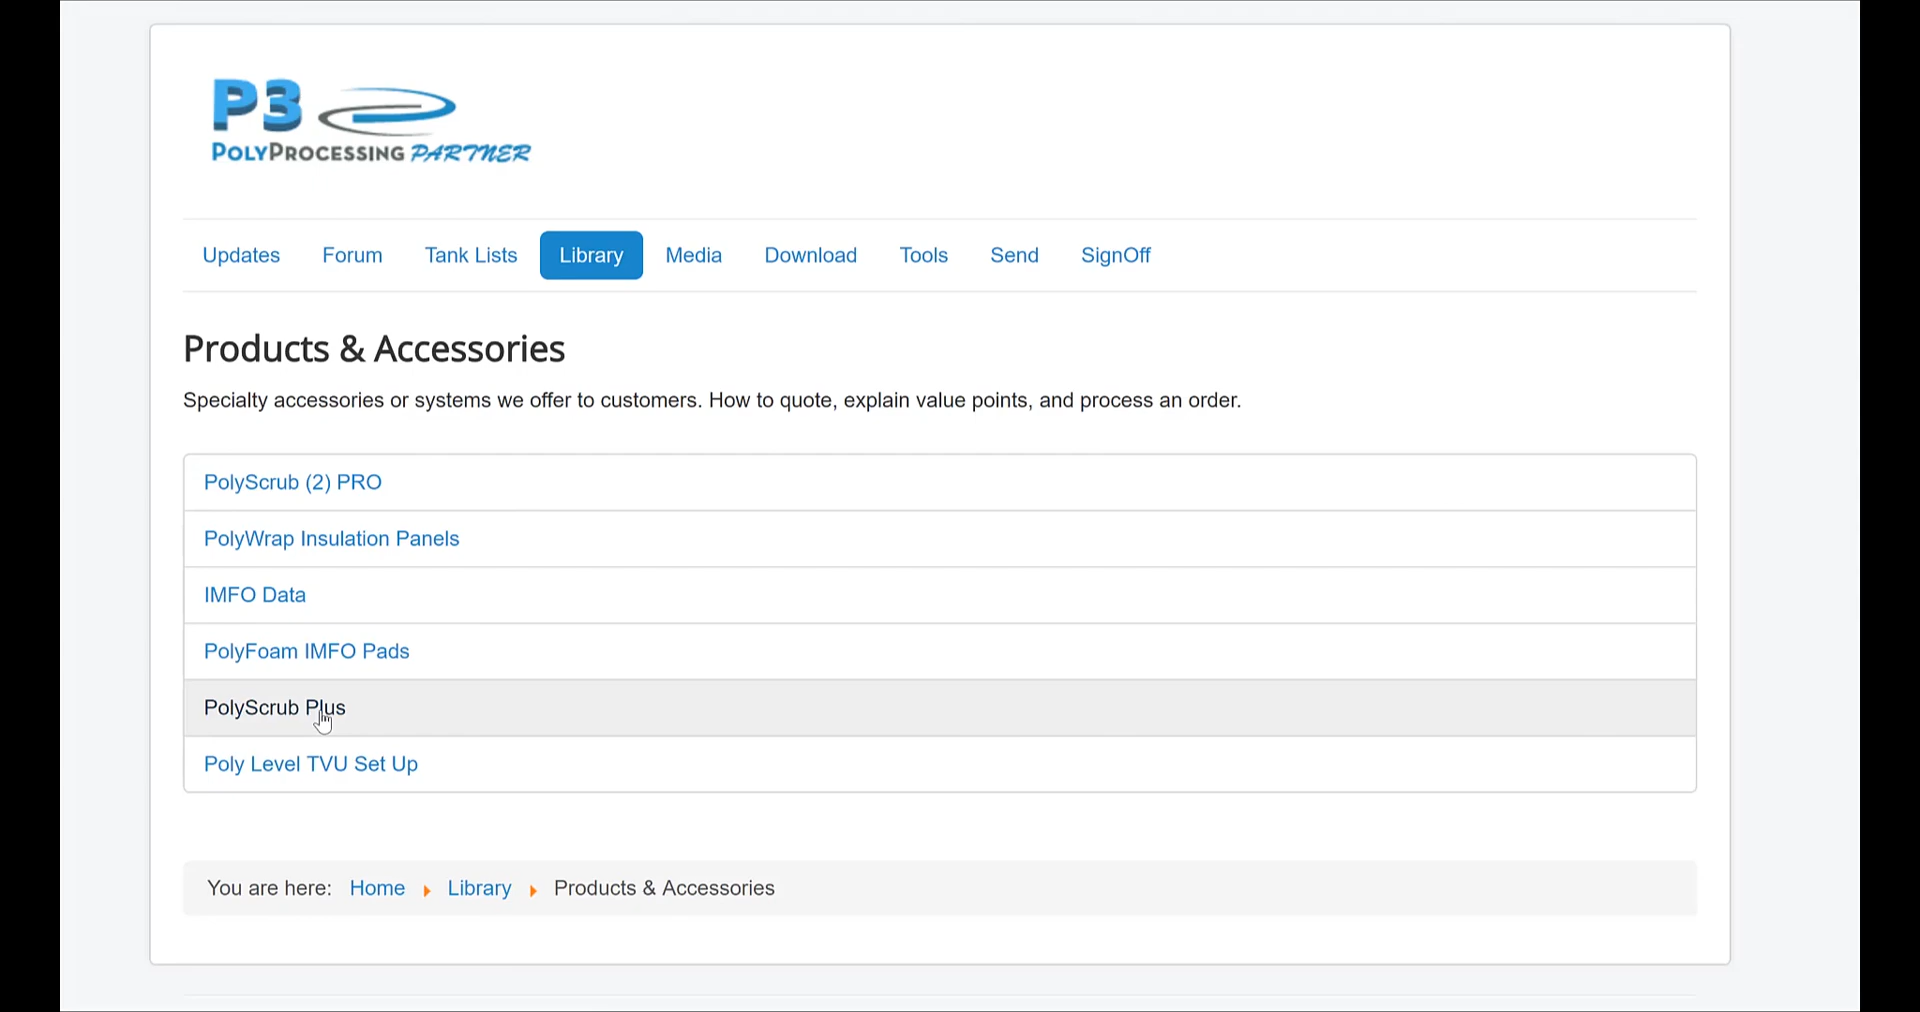 P3
POLYPROCESSING PARTNER
Updates Forum Tank Lists Library Media Download Tools Send SignOff
Products & Accessories
Specialty accessories or systems we offer to customers. How to quote, explain value points, and process an order.
PolyScrub (2) PRO
PolyWrap Insulation Panels
IMFO Data
PolyFoam IMFO Pads
PolyScrub Plus
Poly Level TVU Set Up
You are here: Home Library Products & Accessories